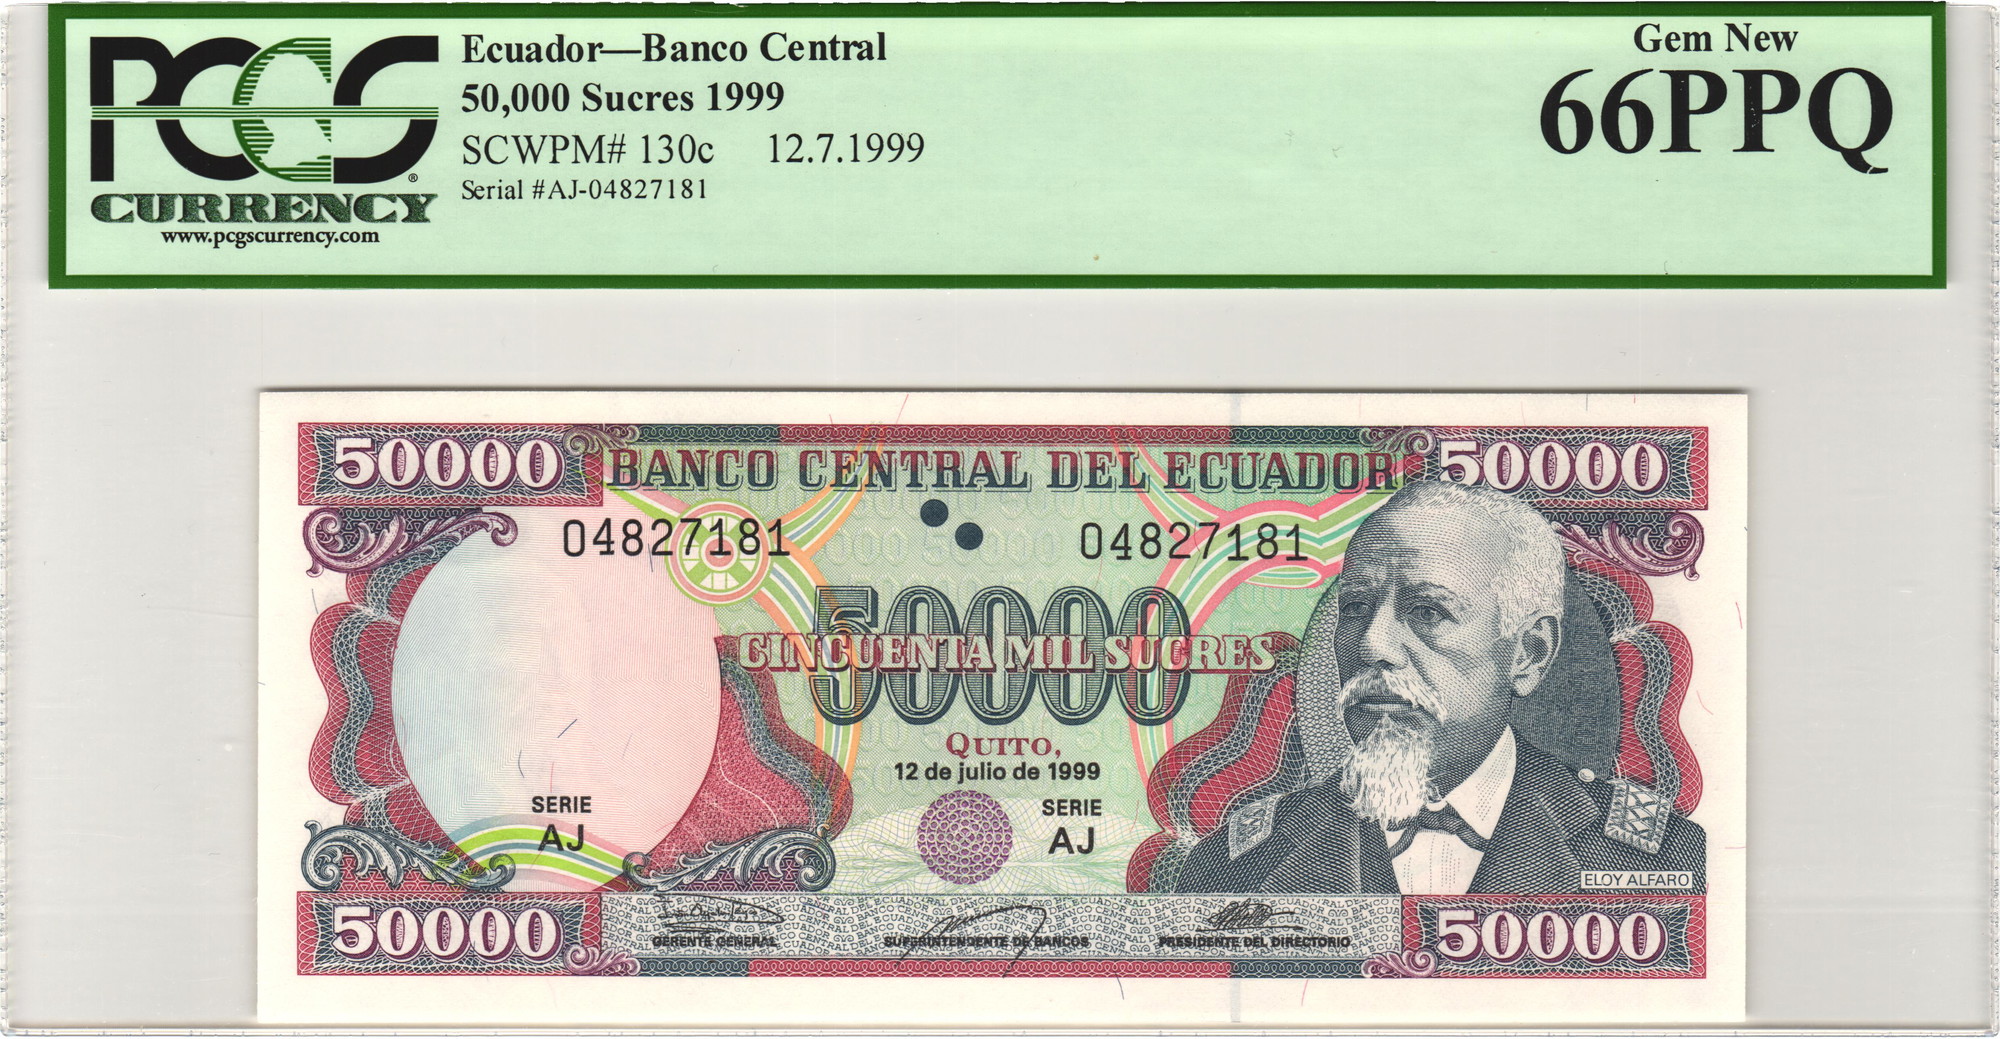 PCGS
CURRENCY
www.pcgscurrency.com
Ecuador—Banco Central
50,000 Sucres 1999
SCWPM# 130c 12.7.1999
Serial #AJ-04827181
Gem New
66PPQ
50000 BANCO CENTRAL DEL ECUADOR 50000
04827181 04827181
50000
CINCUENTA MIL SUCRES
QUITO,
12 de julio de 1999
SERIE SERIE
AJ AJ
ELOY ALFARO
50000 50000
GERENTE GENERAL SUPERINTENDENTE DE BANCOS PRESIDENTE DEL DIRECTORIO